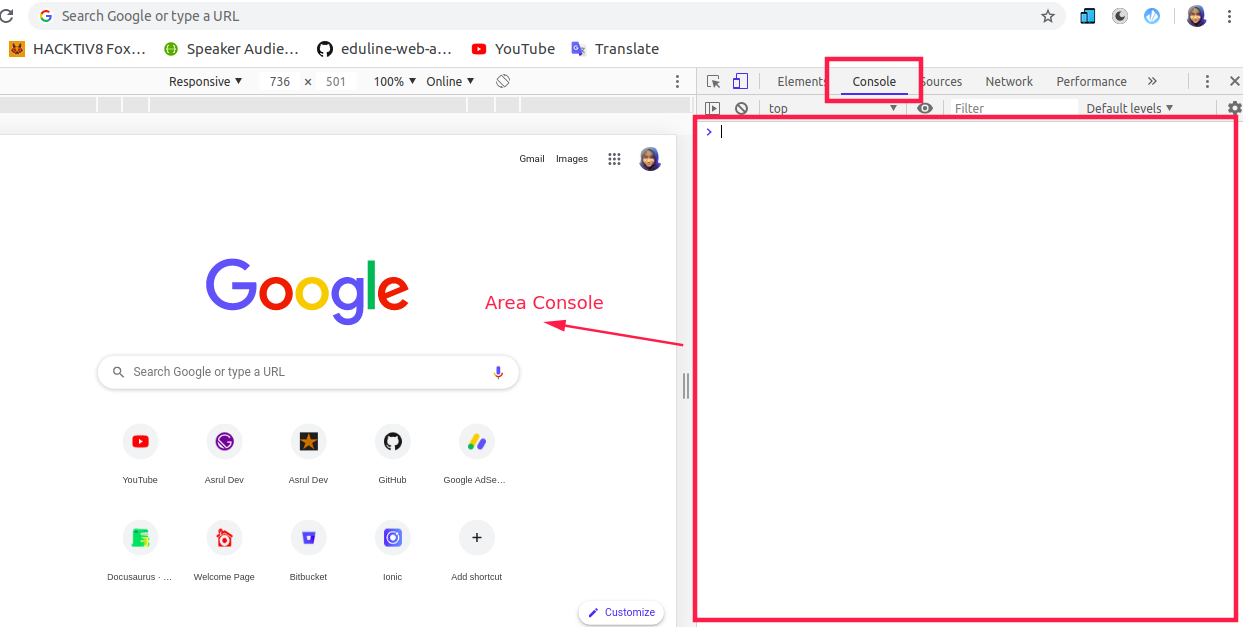 Search Google or type a URL
HACKTIV8 Fox... Speaker Audie... eduline-web-a... YouTube Translate
Responsive ▼ 736 × 501 100% ▼ Online ▼
Elements Console Sources Network Performance »
top ▼ Filter Default levels ▼
>
Gmail Images
Google
Area Console
Search Google or type a URL
YouTube Asrul Dev Asrul Dev GitHub Google AdSe...
Docusaurus · ... Welcome Page Bitbucket Ionic Add shortcut
Customize